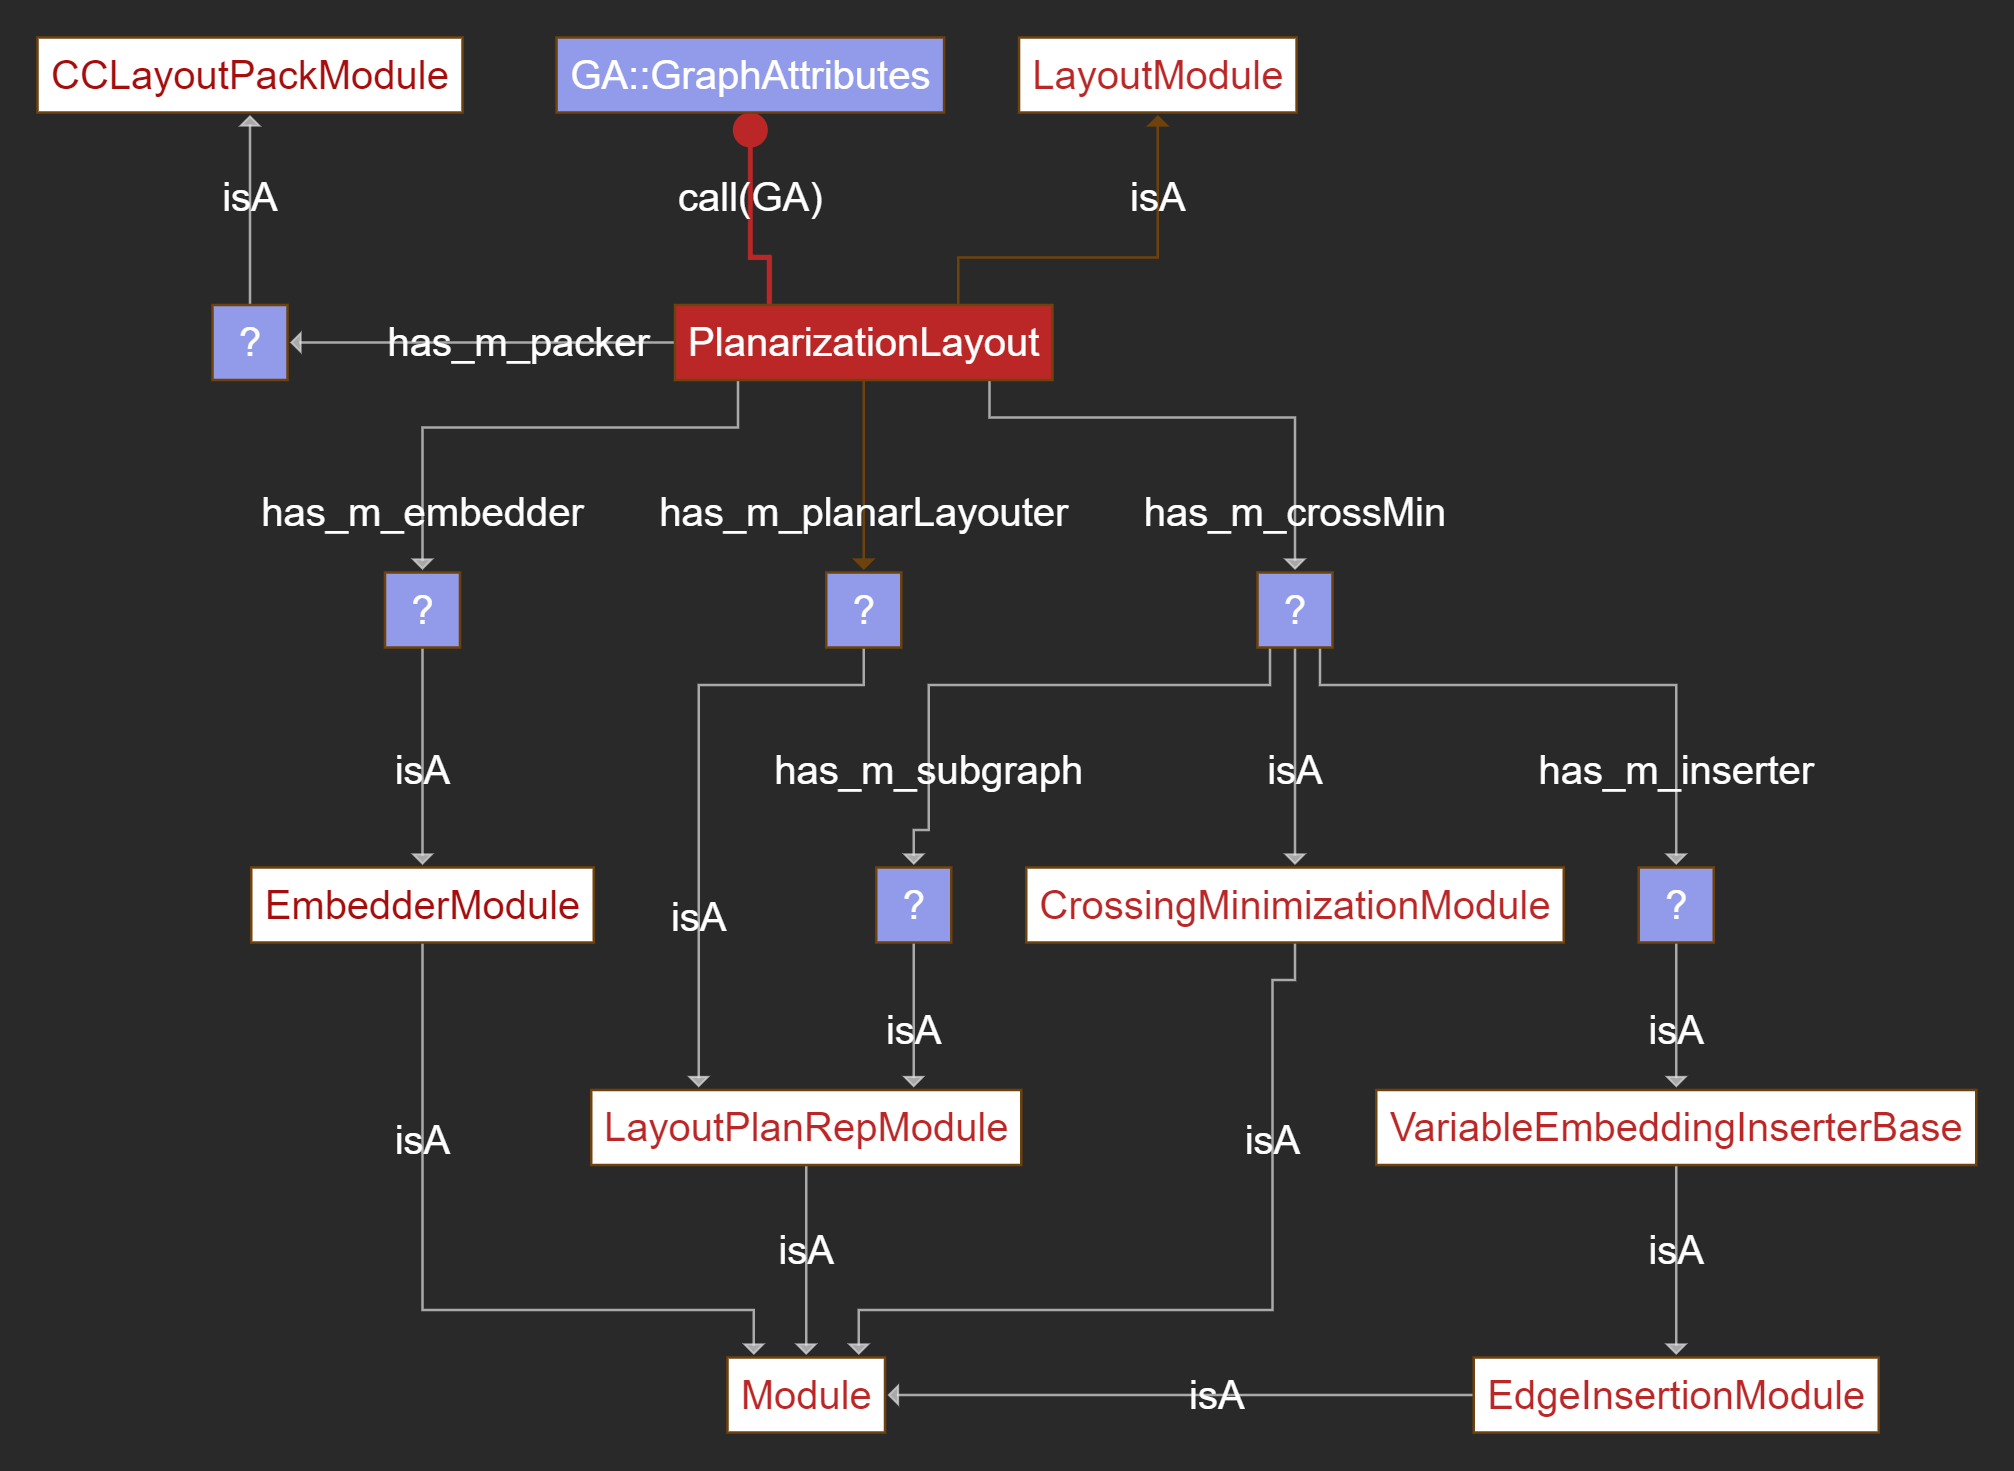 CCLayoutPackModule
GA::GraphAttributes
LayoutModule
isA
call(GA)
isA
?
has_m_packer
PlanarizationLayout
has_m_embedder
has_m_planarLayouter
has_m_crossMin
?
?
?
isA
has_m_subgraph
isA
has_m_inserter
EmbedderModule
isA
?
CrossingMinimizationModule
?
isA
isA
LayoutPlanRepModule
VariableEmbeddingInserterBase
isA
isA
isA
isA
Module
isA
EdgeInsertionModule